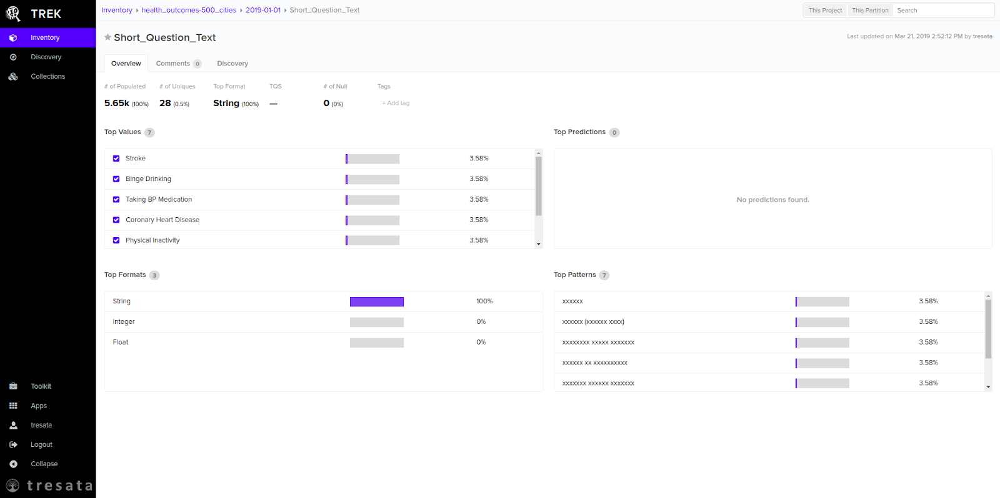 TREK
Inventory
Discovery
Collections
Toolkit
Apps
tresata
Logout
Collapse
tresata
Inventory health_outcomes-500_cities 2019-01-01 Short_Question_Text
This Project This Partition Search
Short_Question_Text
Last updated on Mar 21, 2019 2:52:12 PM by tresata
Overview Comments 0 Discovery
# of Populated # of Uniques Top Format TQS # of Null Tags
5.65k (100%) 28 (0.5%) String (100%) — 0 (0%) + Add tag
Top Values 7
Stroke 3.58%
Binge Drinking 3.58%
Taking BP Medication 3.58%
Coronary Heart Disease 3.58%
Physical Inactivity 3.58%
Top Predictions 0
No predictions found.
Top Formats 3
String 100%
Integer 0%
Float 0%
Top Patterns 7
xxxxxx 3.58%
xxxxxx (xxxxxx xxxx) 3.58%
xxxxxxxx xxxxx xxxxxxx 3.58%
xxxxxx xx xxxxxxxxxx 3.58%
xxxxxxx xxxxxx xxxxxxx 3.58%